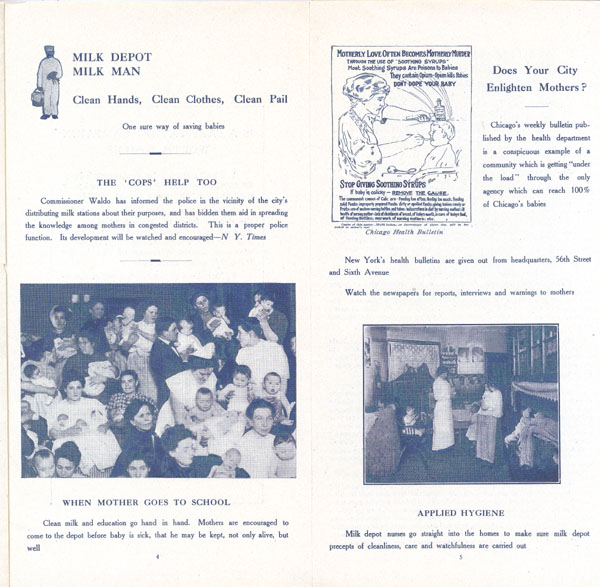 MILK DEPOT
MILK MAN
Clean Hands, Clean Clothes, Clean Pail
One sure way of saving babies
THE 'COPS' HELP TOO
Commissioner Waldo has informed the police in the vicinity of the city's
distributing milk stations about their purposes, and has bidden them aid in spreading
the knowledge among mothers in congested districts. This is a proper police
function. Its development will be watched and encouraged—N Y. Times
WHEN MOTHER GOES TO SCHOOL
Clean milk and education go hand in hand. Mothers are encouraged to
come to the depot before baby is sick, that he may be kept, not only alive, but
well
4
MOTHERLY LOVE OFTEN BECOMES MOTHERLY MURDER
THROUGH THE USE OF "SOOTHING SYRUPS"
Most Soothing Syrups Are Poisons to Babies
They contain Opium-Opium kills Babies
DON'T DOPE YOUR BABY
STOP GIVING SOOTHING SYRUPS
If baby is colicky — REMOVE THE CAUSE
Chicago Health Bulletin
Does Your City
Enlighten Mothers?
Chicago's weekly bulletin pub-
lished by the health department
is a conspicuous example of a
community which is getting "under
the load" through the only
agency which can reach 100%
of Chicago's babies
New York's health bulletins are given out from headquarters, 56th Street
and Sixth Avenue
Watch the newspapers for reports, interviews and warnings to mothers
APPLIED HYGIENE
Milk depot nurses go straight into the homes to make sure milk depot
precepts of cleanliness, care and watchfulness are carried out
5